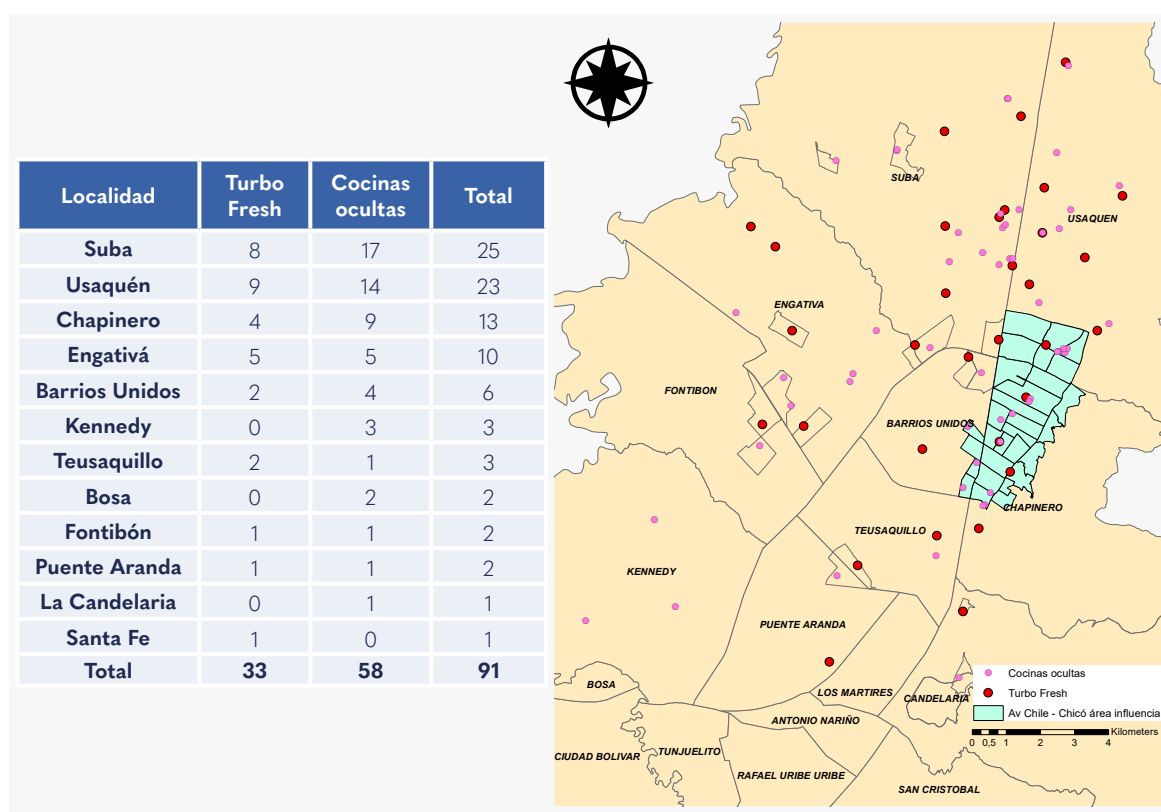 Localidad Turbo Fresh Cocinas ocultas Total
Suba 8 17 25
Usaquén 9 14 23
Chapinero 4 9 13
Engativá 5 5 10
Barrios Unidos 2 4 6
Kennedy 0 3 3
Teusaquillo 2 1 3
Bosa 0 2 2
Fontibón 1 1 2
Puente Aranda 1 1 2
La Candelaria 0 1 1
Santa Fe 1 0 1
Total 33 58 91
SUBA
USAQUEN
ENGATIVA
FONTIBON
BARRIOS UNIDOS
CHAPINERO
TEUSAQUILLO
KENNEDY
PUENTE ARANDA
BOSA
LOS MARTIRES
CANDELARIA
ANTONIO NARIÑO
CIUDAD BOLIVAR
TUNJUELITO
RAFAEL URIBE URIBE
SAN CRISTOBAL
Cocinas ocultas
Turbo Fresh
Av Chile - Chicó área influencia
Kilometers
0 0,5 1 2 3 4